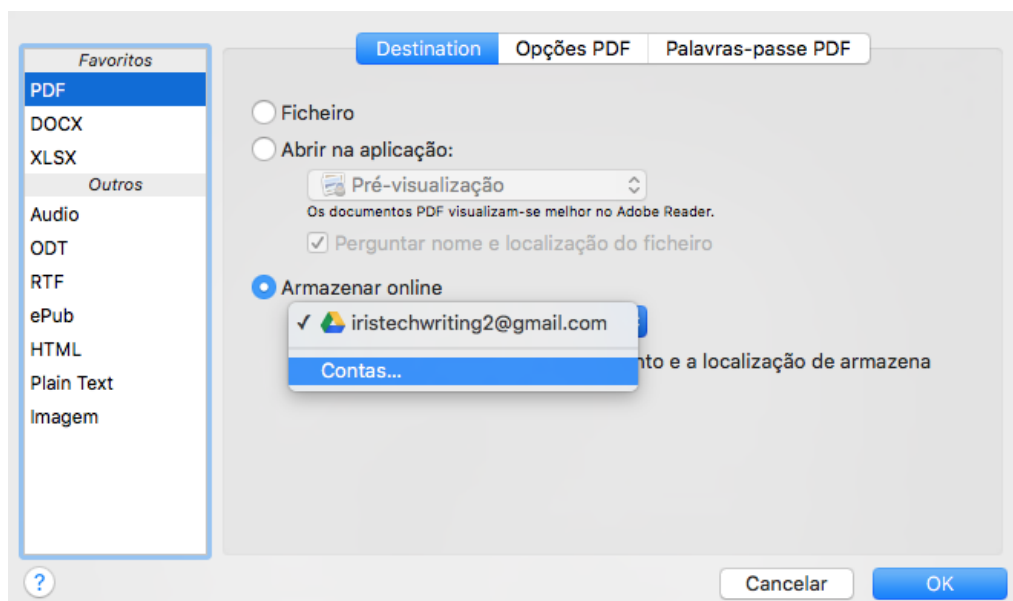 Favoritos
PDF
DOCX
XLSX
Outros
Audio
ODT
RTF
ePub
HTML
Plain Text
Imagem
Destination Opções PDF Palavras-passe PDF
Ficheiro
Abrir na aplicação:
Pré-visualização
Os documentos PDF visualizam-se melhor no Adobe Reader.
Perguntar nome e localização do ficheiro
Armazenar online
✓ iristechwriting2@gmail.com
Contas...
nto e a localização de armazena
? Cancelar OK